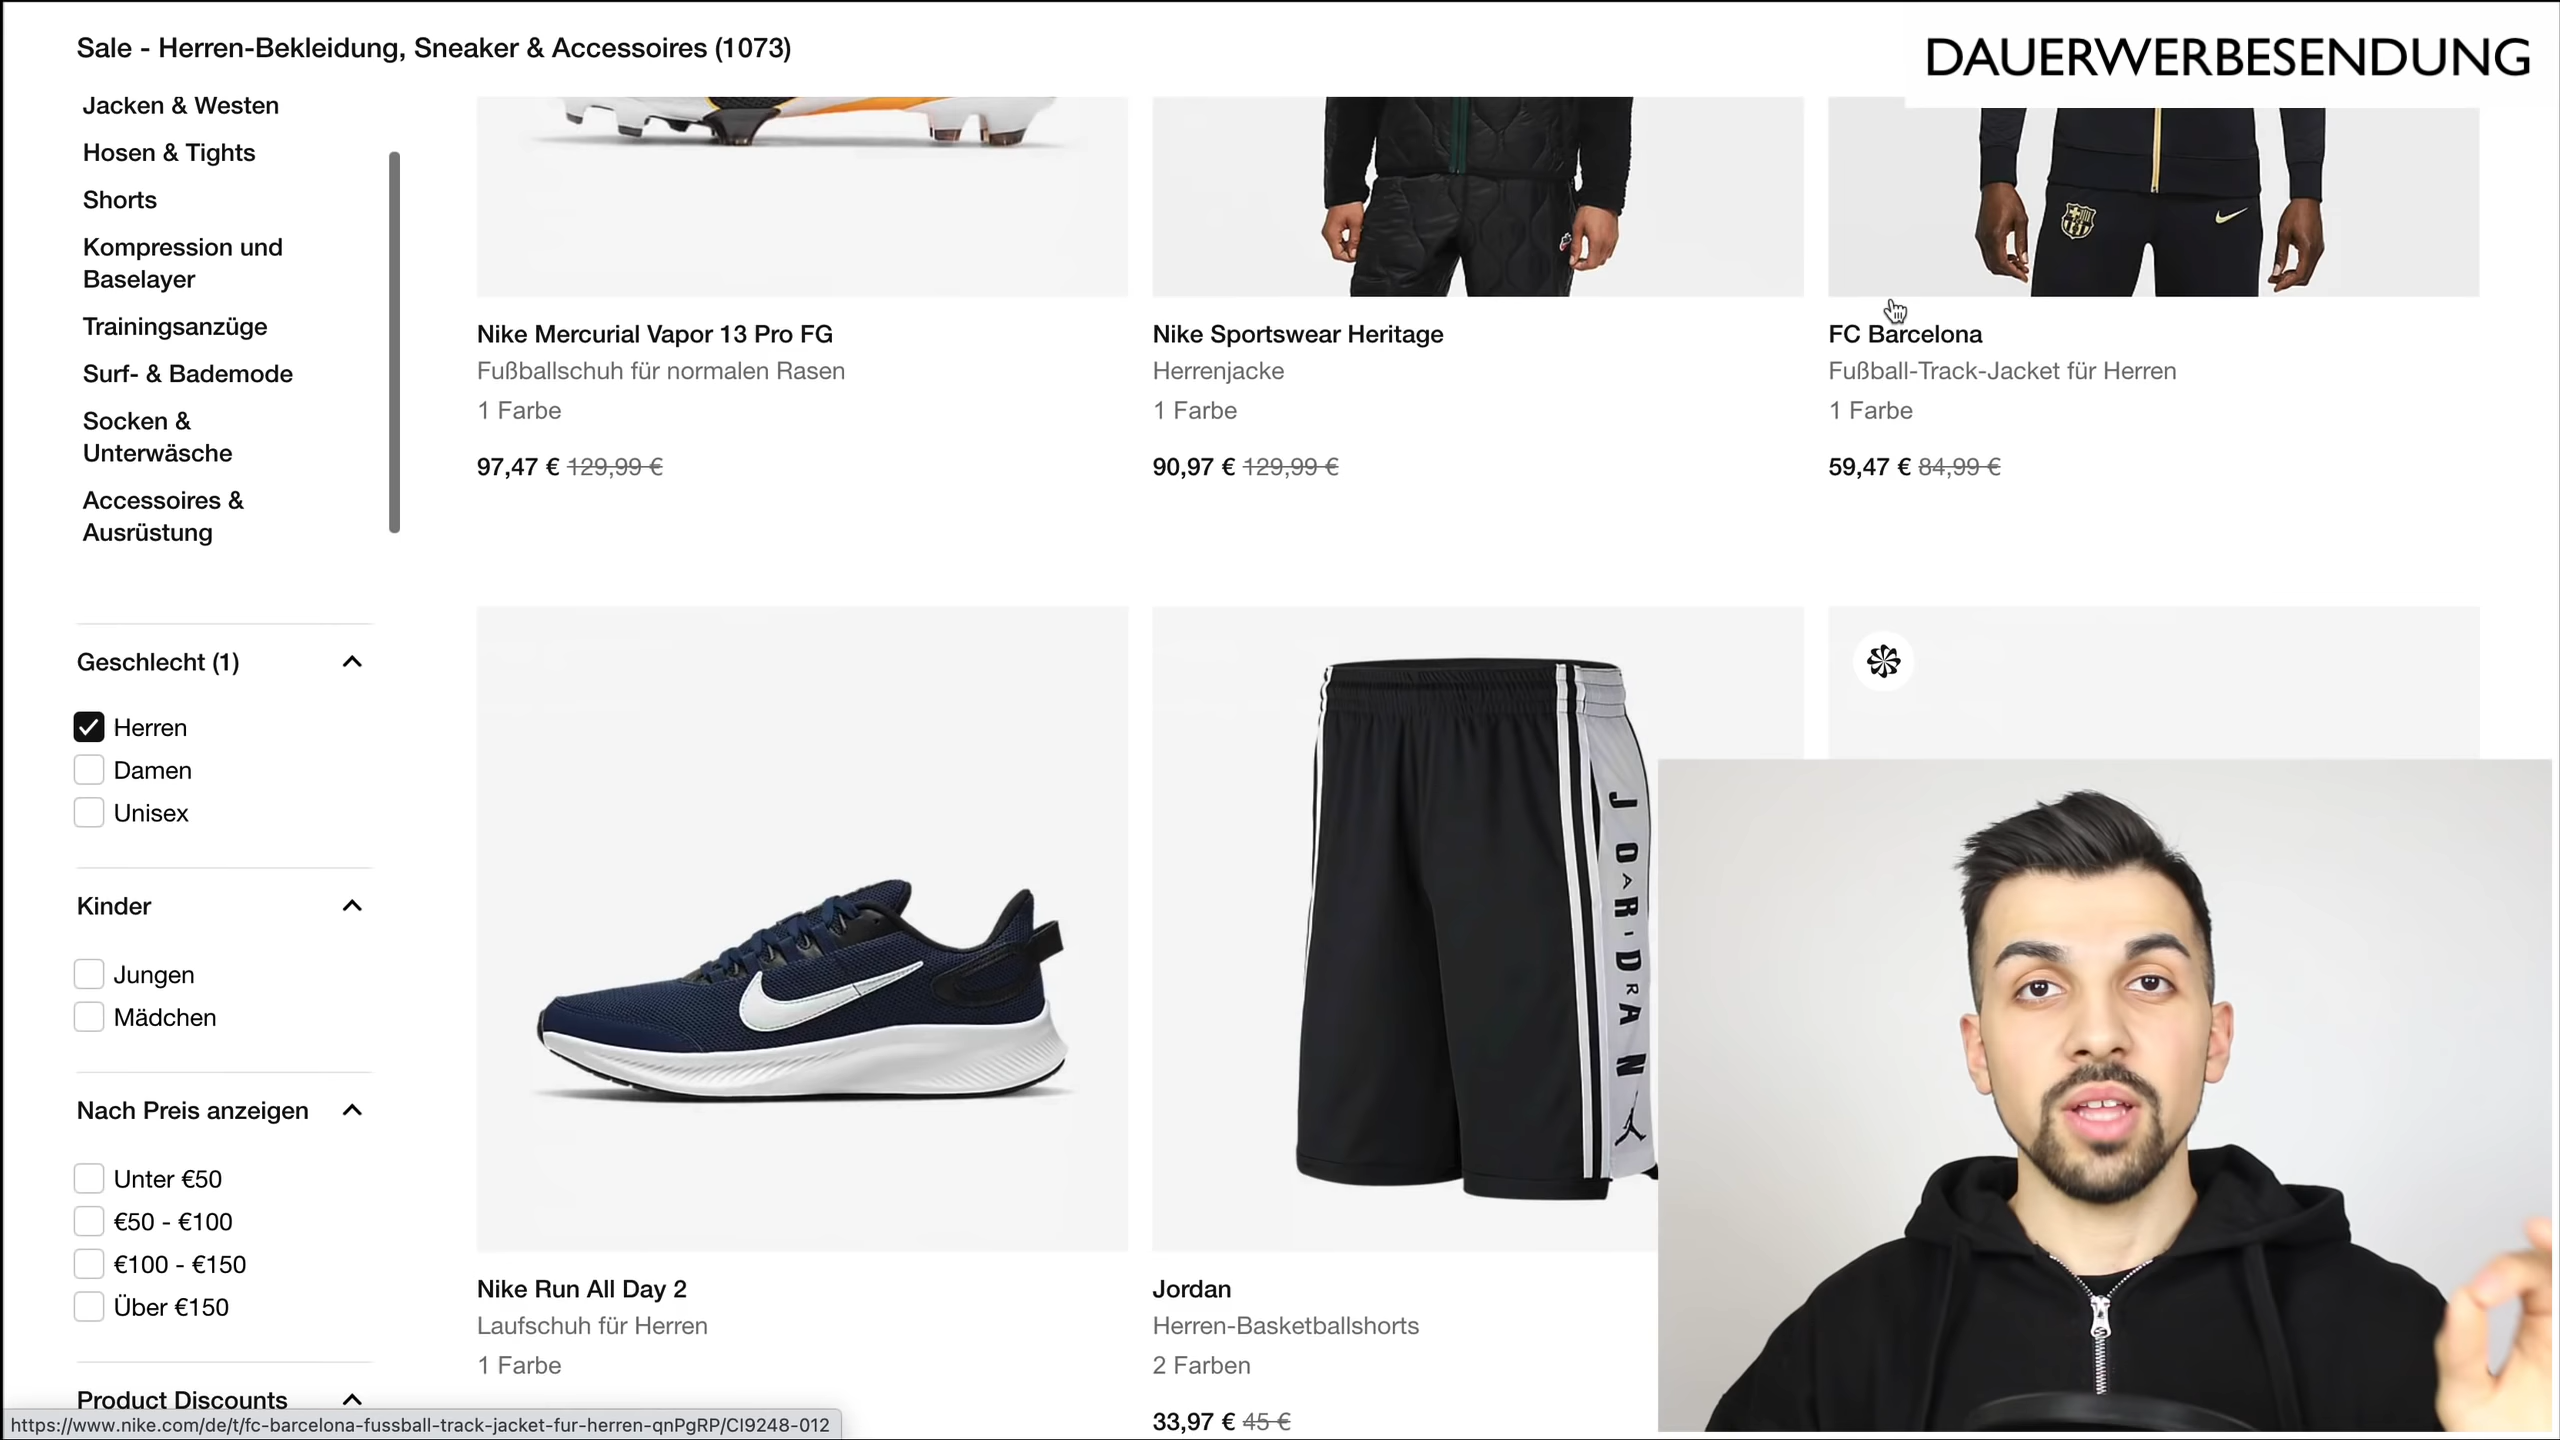 Sale - Herren-Bekleidung, Sneaker & Accessoires (1073)
DAUERWERBESENDUNG
Jacken & Westen
Hosen & Tights
Shorts
Kompression und
Baselayer
Trainingsanzüge
Surf- & Bademode
Socken &
Unterwäsche
Accessoires &
Ausrüstung
Geschlecht (1)
Herren
Damen
Unisex
Kinder
Jungen
Mädchen
Nach Preis anzeigen
Unter €50
€50 - €100
€100 - €150
Über €150
Product Discounts
Nike Mercurial Vapor 13 Pro FG
Fußballschuh für normalen Rasen
1 Farbe
97,47 € 129,99 €
Nike Sportswear Heritage
Herrenjacke
1 Farbe
90,97 € 129,99 €
FC Barcelona
Fußball-Track-Jacket für Herren
1 Farbe
59,47 € 84,99 €
JORDAN
Nike Run All Day 2
Laufschuh für Herren
1 Farbe
Jordan
Herren-Basketballshorts
2 Farben
33,97 € 45 €
https://www.nike.com/de/t/fc-barcelona-fussball-track-jacket-fur-herren-qnPgRP/CI9248-012